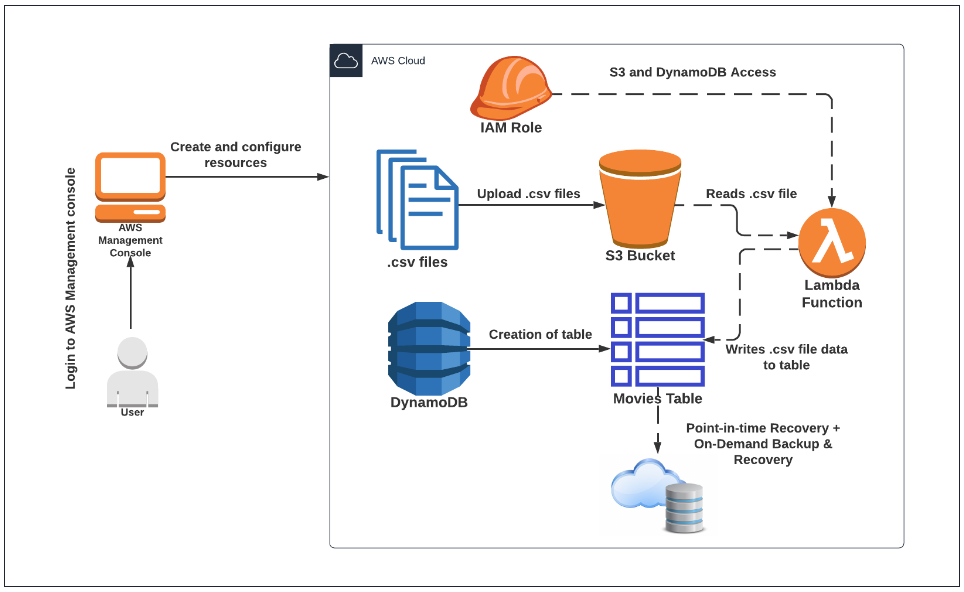 AWS Cloud
S3 and DynamoDB Access
IAM Role
Create and configure
resources
Login to AWS Management console
AWS
Management
Console
User
Upload .csv files
Reads .csv file
.csv files
S3 Bucket
Lambda
Function
Creation of table
Writes .csv file data
to table
DynamoDB
Movies Table
Point-in-time Recovery +
On-Demand Backup &
Recovery